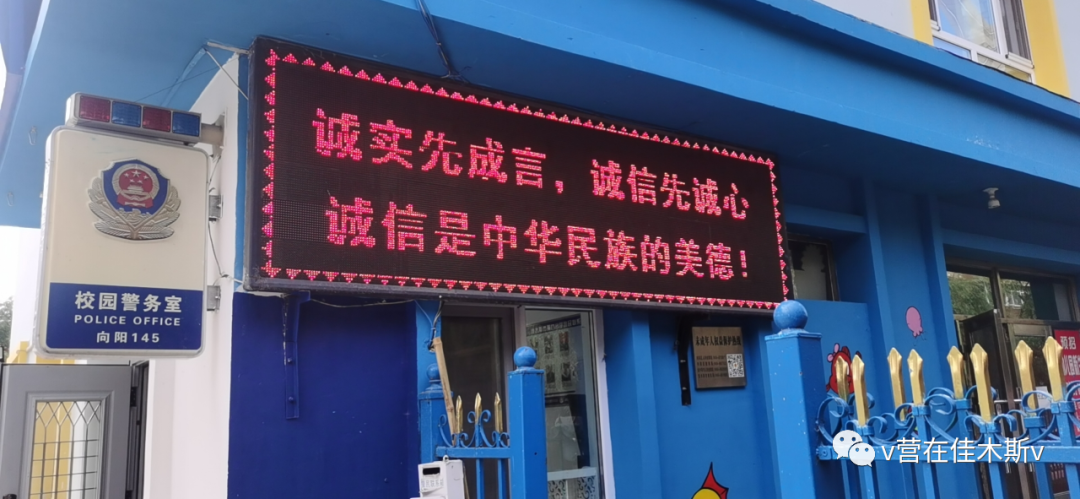 诚实先成言，诚信先诚心
诚信是中华民族的美德！
校园警务室
POLICE OFFICE
向阳145
v营在佳木斯v